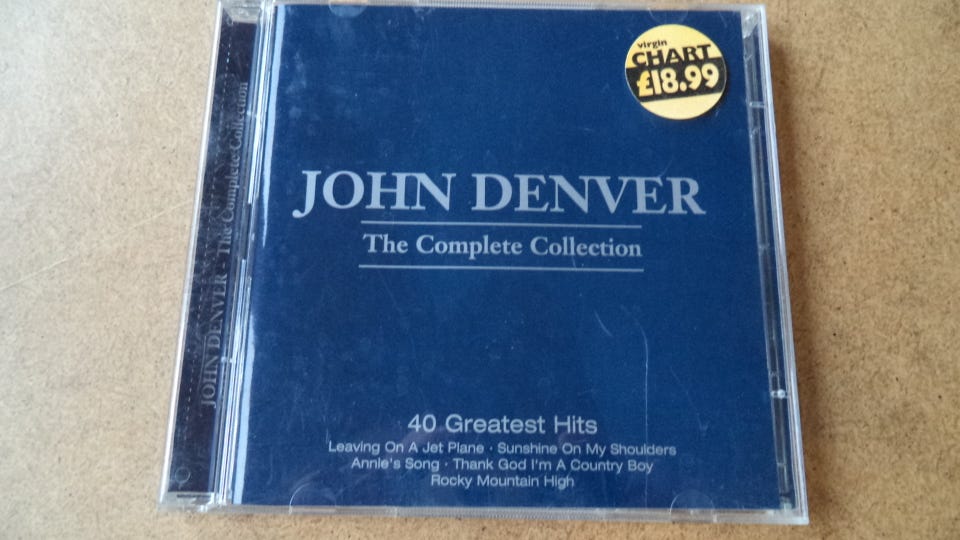 virgin
CHART
£18.99
JOHN DENVER
The Complete Collection
40 Greatest Hits
Leaving On A Jet Plane · Sunshine On My Shoulders
Annie's Song · Thank God I'm A Country Boy
Rocky Mountain High
JOHN DENVER - The Complete Collection